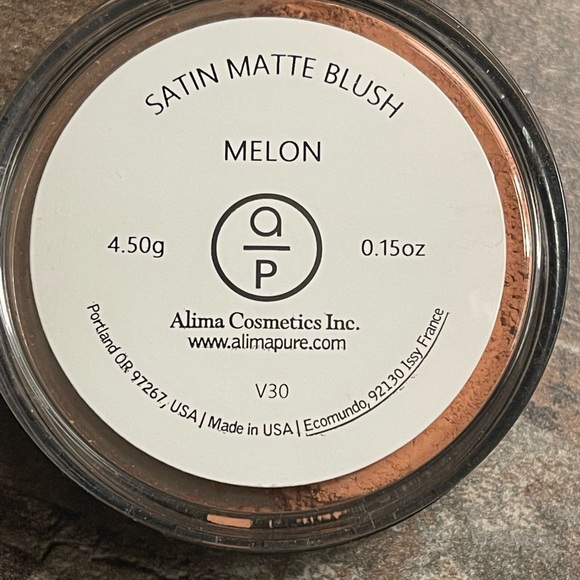 SATIN MATTE BLUSH
MELON
a
P
4.50g
0.15oz
Alima Cosmetics Inc.
www.alimapure.com
V30
Portland OR 97267, USA | Made in USA | Ecomundo, 92130 Issy France